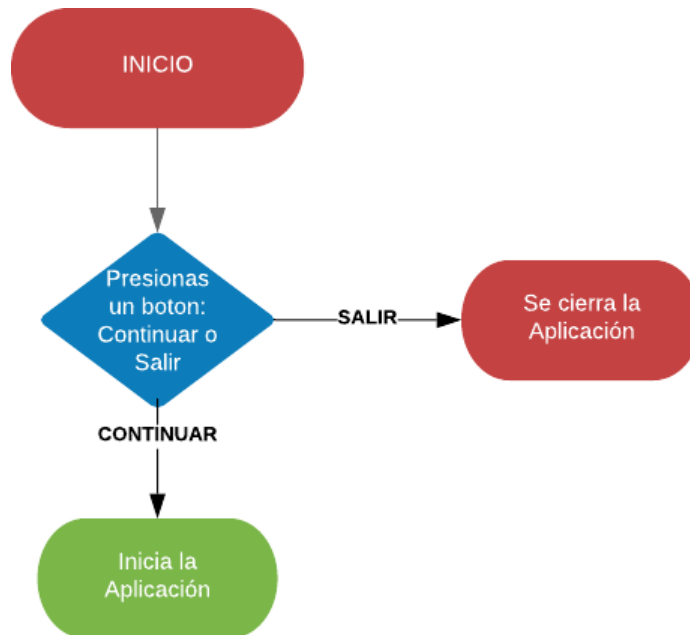 INICIO
Presionas
un boton:
Continuar o
Salir
SALIR
Se cierra la
Aplicación
CONTINUAR
Inicia la
Aplicación